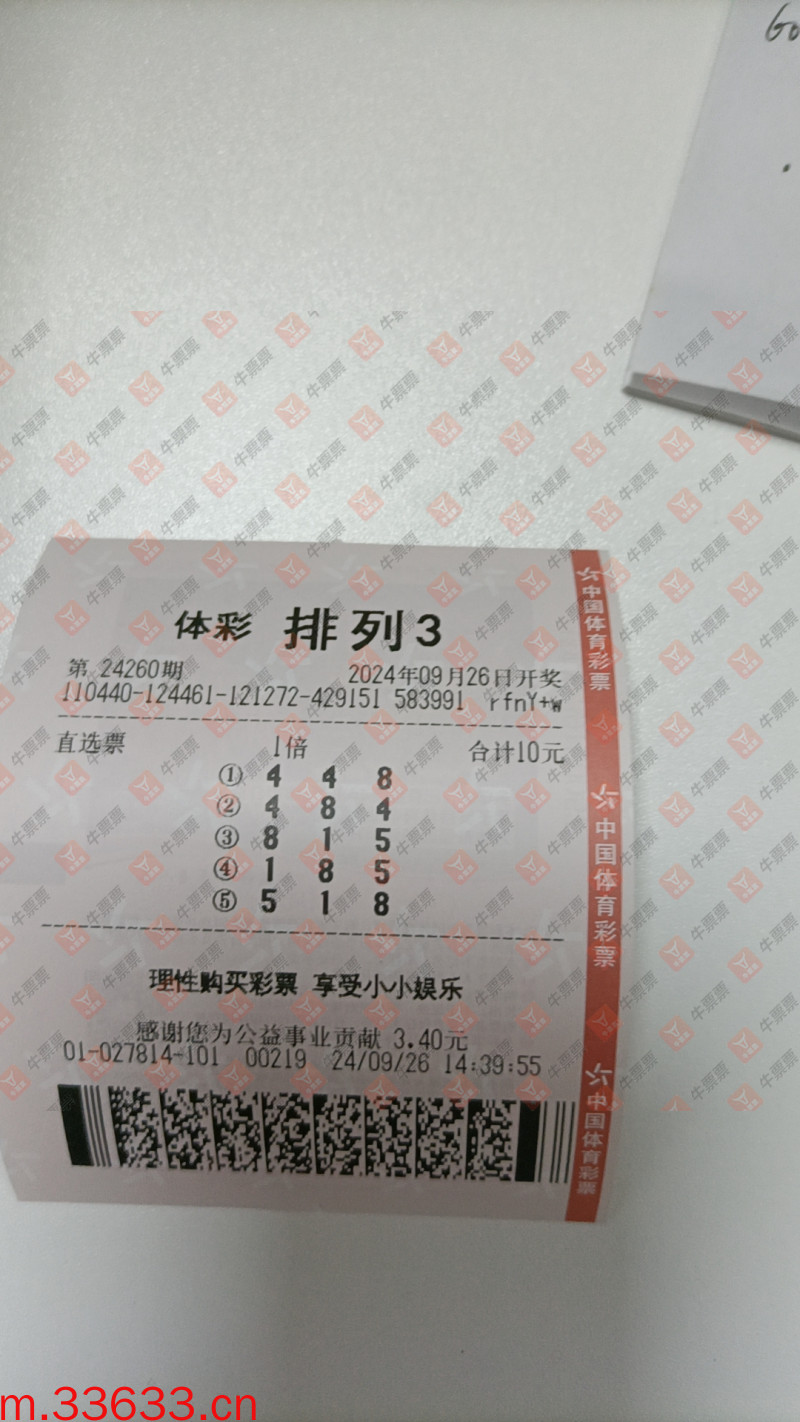 Go
体彩 排列3
第 24260期 2024年09月26日开奖
110440-124461-121272-429151 583991 rfnY+w
直选票 1倍 合计10元
① 4 4 8
② 4 8 4
③ 8 1 5
④ 1 8 5
⑤ 5 1 8
理性购买彩票 享受小小娱乐
感谢您为公益事业贡献 3.40元
01-027814-101 00219 24/09/26 14:39:55
中国体育彩票
中国体育彩票
中国体育彩票
牛票票
m.33633.cn